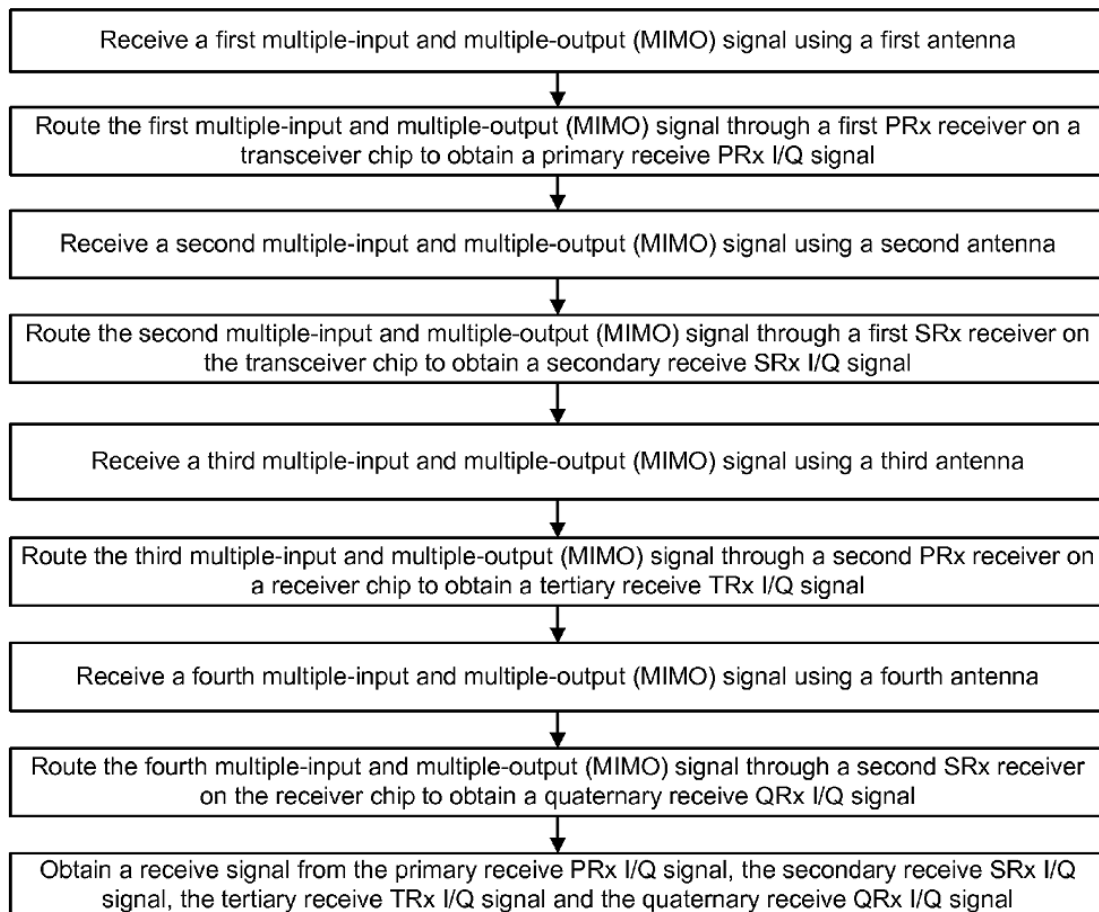 Receive a first multiple-input and multiple-output (MIMO) signal using a first antenna
Route the first multiple-input and multiple-output (MIMO) signal through a first PRx receiver on a
transceiver chip to obtain a primary receive PRx I/Q signal
Receive a second multiple-input and multiple-output (MIMO) signal using a second antenna
Route the second multiple-input and multiple-output (MIMO) signal through a first SRx receiver on
the transceiver chip to obtain a secondary receive SRx I/Q signal
Receive a third multiple-input and multiple-output (MIMO) signal using a third antenna
Route the third multiple-input and multiple-output (MIMO) signal through a second PRx receiver on
a receiver chip to obtain a tertiary receive TRx I/Q signal
Receive a fourth multiple-input and multiple-output (MIMO) signal using a fourth antenna
Route the fourth multiple-input and multiple-output (MIMO) signal through a second SRx receiver
on the receiver chip to obtain a quaternary receive QRx I/Q signal
Obtain a receive signal from the primary receive PRx I/Q signal, the secondary receive SRx I/Q
signal, the tertiary receive TRx I/Q signal and the quaternary receive QRx I/Q signal